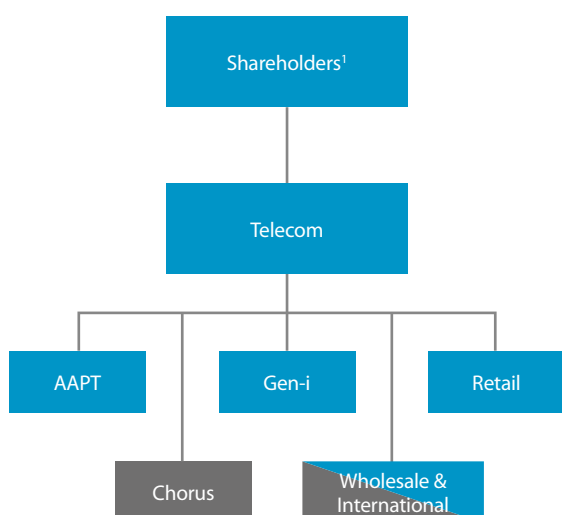 Shareholders¹
Telecom
AAPT
Gen-i
Retail
Chorus
Wholesale &
International